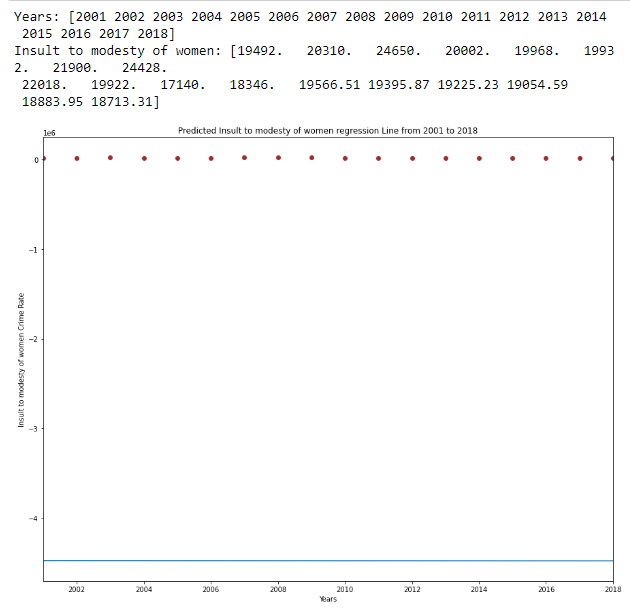 Years: [2001 2002 2003 2004 2005 2006 2007 2008 2009 2010 2011 2012 2013 2014
2015 2016 2017 2018]
Insult to modesty of women: [19492. 20310. 24650. 20002. 19968. 1993
2. 21900. 24428.
22018. 19922. 17140. 18346. 19566.51 19395.87 19225.23 19054.59
18883.95 18713.31]
Predicted Insult to modesty of women regression Line from 2001 to 2018
1e6
0
−1
−2
−3
−4
Insult to modesty of women Crime Rate
2002 2004 2006 2008 2010 2012 2014 2016 2018
Years